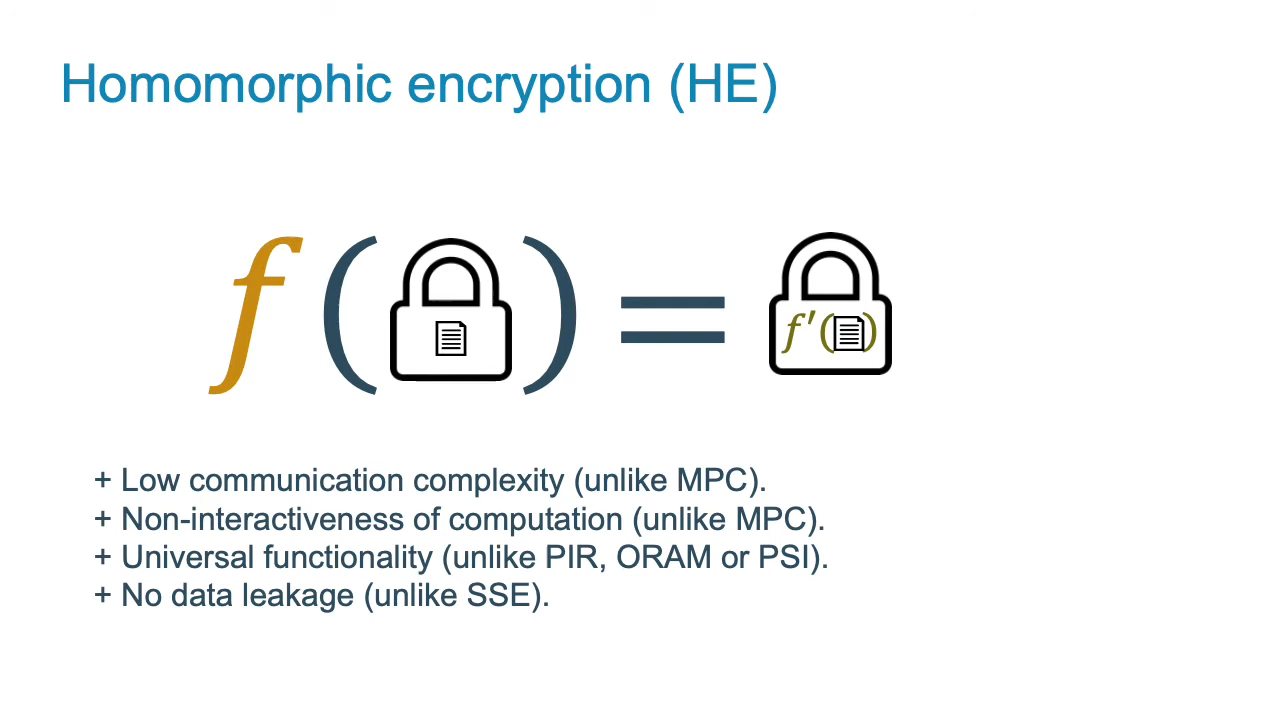 Homomorphic encryption (HE)
f ( ) = f′( )
+ Low communication complexity (unlike MPC).
+ Non-interactiveness of computation (unlike MPC).
+ Universal functionality (unlike PIR, ORAM or PSI).
+ No data leakage (unlike SSE).